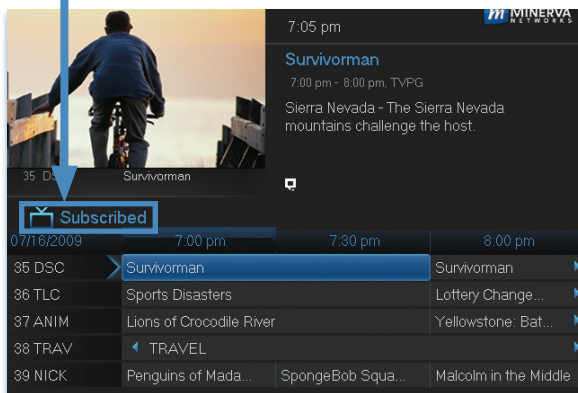 7:05 pm
MINERVA
NETWORKS
Survivorman
7:00 pm - 8:00 pm, TVPG
Sierra Nevada - The Sierra Nevada
mountains challenge the host.
35 Survivorman
Subscribed
07/16/2009 7:00 pm 7:30 pm 8:00 pm
35 DSC Survivorman Survivorman
36 TLC Sports Disasters Lottery Change...
37 ANIM Lions of Crocodile River Yellowstone: Bat...
38 TRAV TRAVEL
39 NICK Penguins of Mada... SpongeBob Squa... Malcolm in the Middle